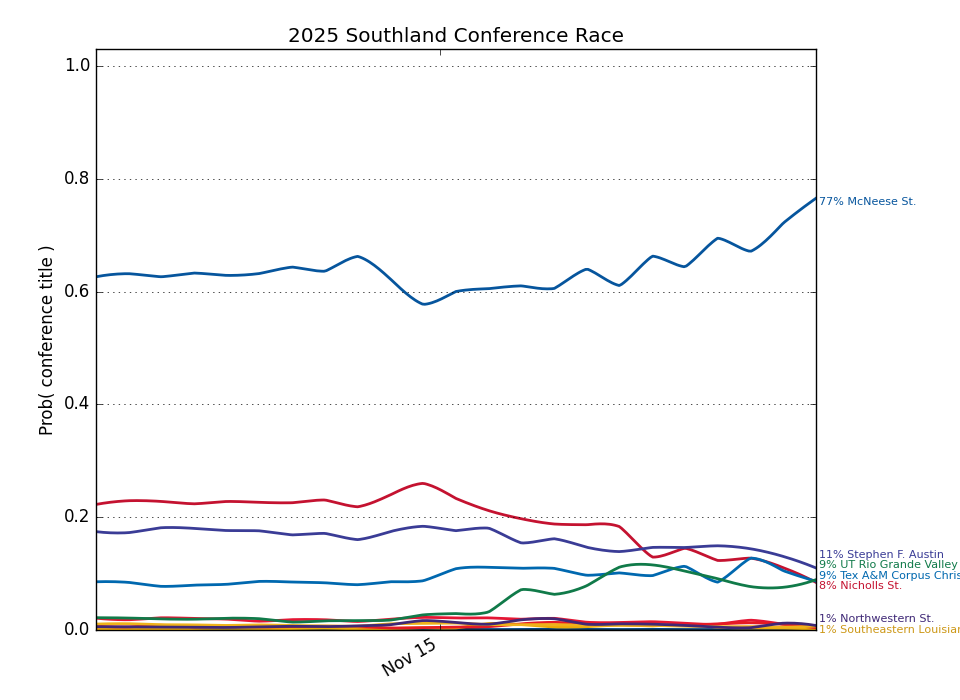 2025 Southland Conference Race
1.0
0.8
0.6
0.4
0.2
0.0
Prob( conference title )
Nov 15
77% McNeese St.
11% Stephen F. Austin
9% UT Rio Grande Valley
9% Tex A&M Corpus Chris
8% Nicholls St.
1% Northwestern St.
1% Southeastern Louisian